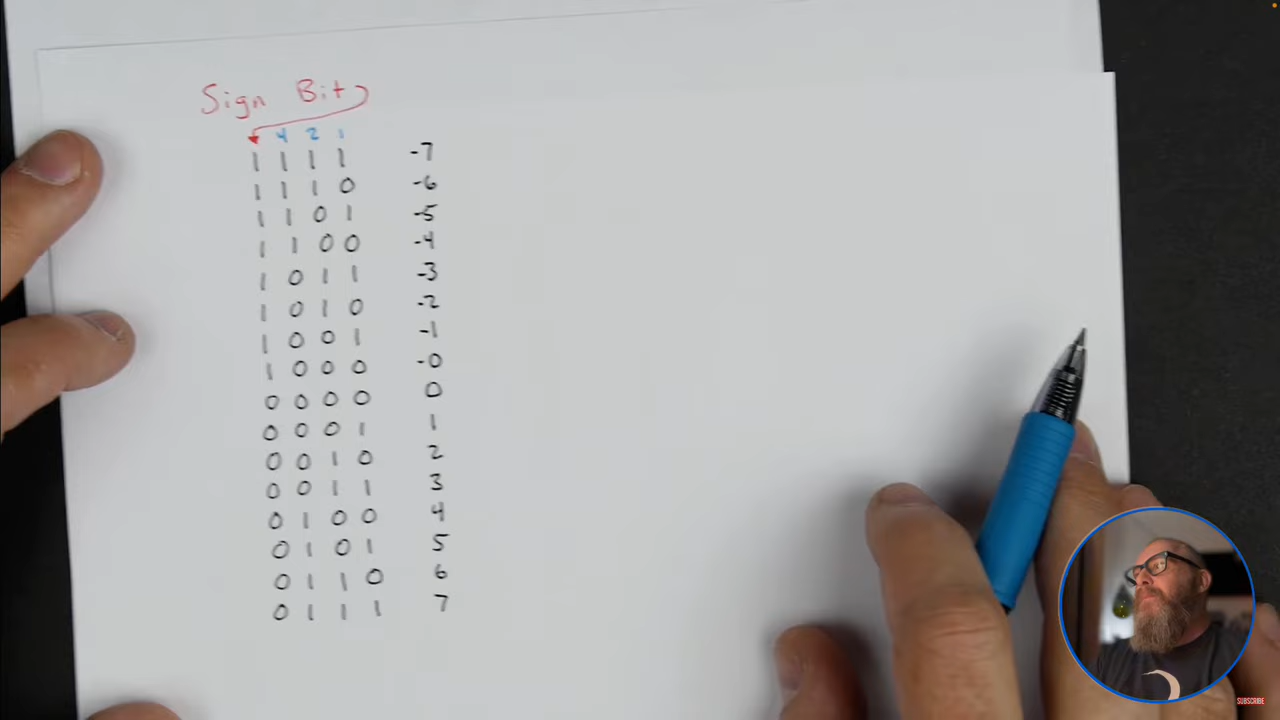 Sign Bit
4 2 1
1 1 1 1 -7
1 1 1 0 -6
1 1 0 1 -5
1 1 0 0 -4
1 0 1 1 -3
1 0 1 0 -2
1 0 0 1 -1
1 0 0 0 -0
0 0 0 0 0
0 0 0 1 1
0 0 1 0 2
0 0 1 1 3
0 1 0 0 4
0 1 0 1 5
0 1 1 0 6
0 1 1 1 7
SUBSCRIBE